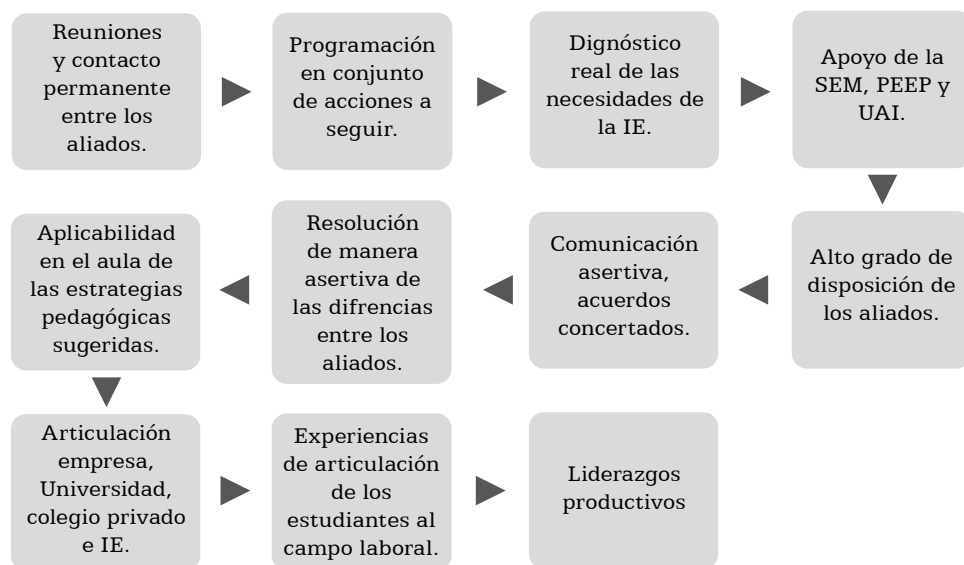 Reuniones
y contacto
permanente
entre los
aliados.
Programación
en conjunto
de acciones a
seguir.
Dignóstico
real de las
necesidades de
la IE.
Apoyo de la
SEM, PEEP y
UAI.
Alto grado de
disposición de
los aliados.
Comunicación
asertiva,
acuerdos
concertados.
Resolución
de manera
asertiva de
las difrencias
entre los
aliados.
Aplicabilidad
en el aula de
las estrategias
pedagógicas
sugeridas.
Articulación
empresa,
Universidad,
colegio privado
e IE.
Experiencias
de articulación
de los
estudiantes al
campo laboral.
Liderazgos
productivos